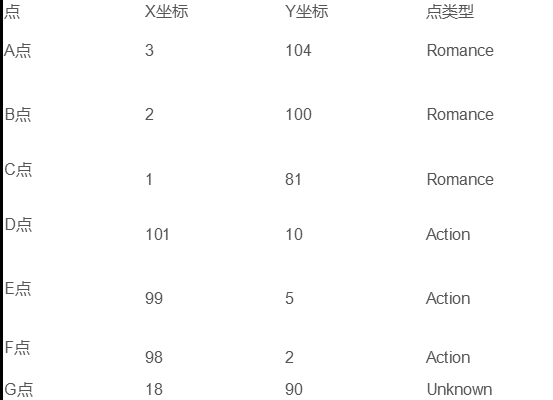 点 X坐标 Y坐标 点类型
A点 3 104 Romance
B点 2 100 Romance
C点 1 81 Romance
D点 101 10 Action
E点 99 5 Action
F点 98 2 Action
G点 18 90 Unknown